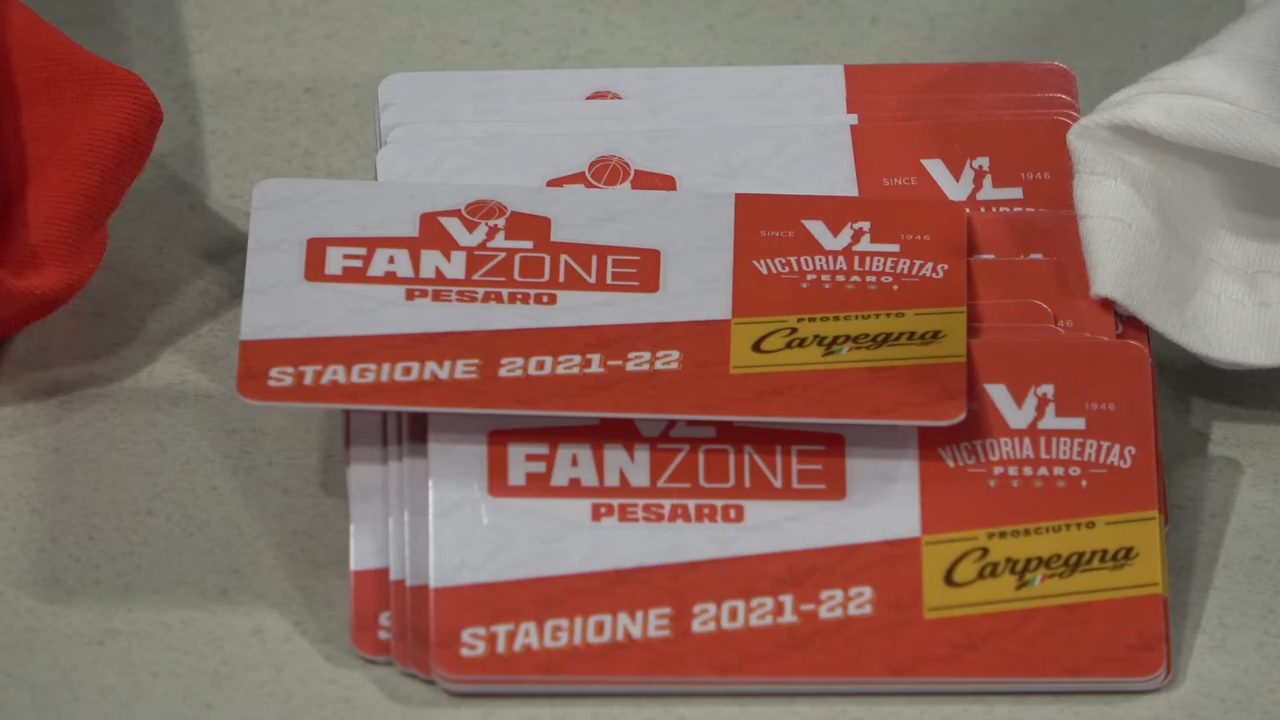 SINCE VL 1946
VL
FANZONE
PESARO
STAGIONE 2021-22
SINCE VL 1946
VICTORIA LIBERTAS
PESARO
PROSCIUTTO
Carpegna
46
FANZONE
PESARO
STAGIONE 2021-22
VL 1946
VICTORIA LIBERTAS
PESARO
PROSCIUTTO
Carpegna
S